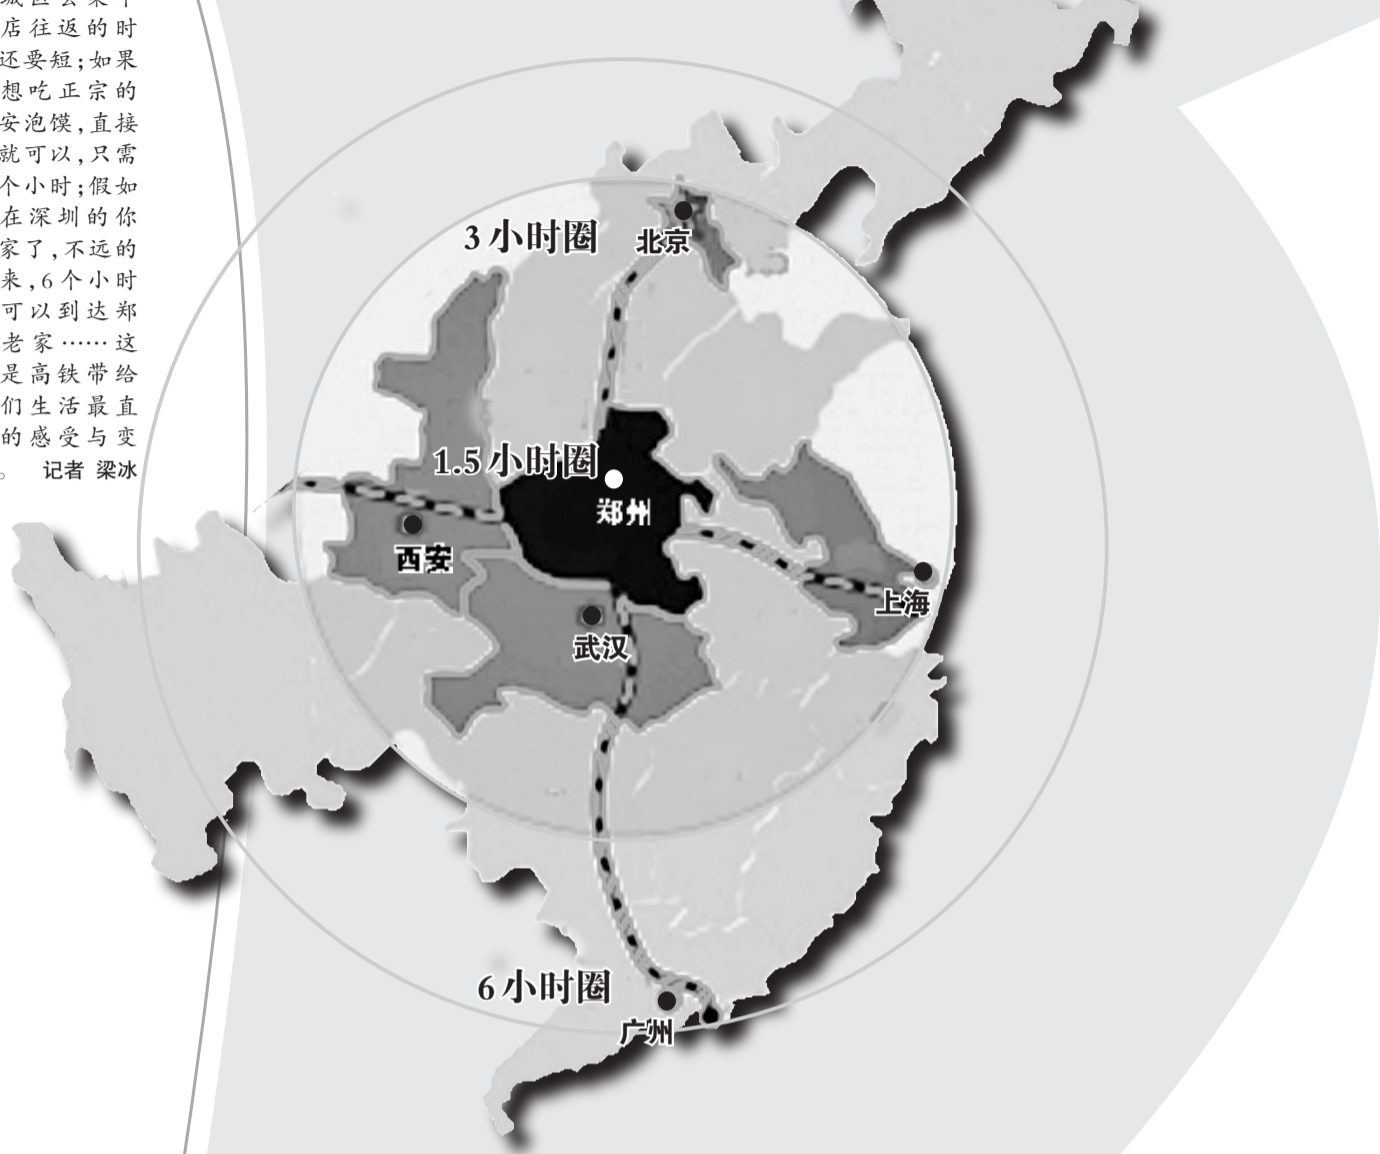 店往返的时
还要短;如果
想吃正宗的
安泡馍,直接
就可以,只需
个小时;假如
在深圳的你
家了,不远的
来,6个小时
可以到达郑
老家……这
是高铁带给
们生活最直
的感受与变
。 记者 梁冰
3小时圈
北京
1.5小时圈
郑州
西安
上海
武汉
6小时圈
广州